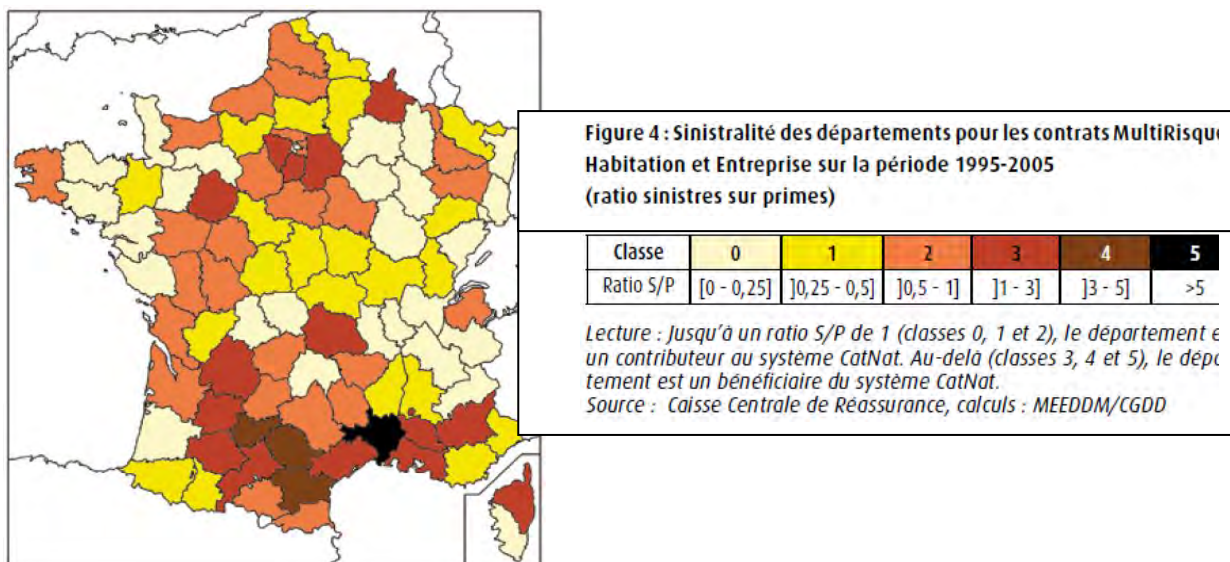 Figure 4 : Sinistralité des départements pour les contrats MultiRisqu
Habitation et Entreprise sur la période 1995-2005
(ratio sinistres sur primes)
Classe 0 1 2 3 4 5
Ratio S/P [0 - 0,25] ]0,25 - 0,5] ]0,5 - 1] ]1 - 3] ]3 - 5] >5
Lecture : Jusqu'à un ratio S/P de 1 (classes 0, 1 et 2), le département e
un contributeur au système CatNat. Au-delà (classes 3, 4 et 5), le dépa
tement est un bénéficiaire du système CatNat.
Source : Caisse Centrale de Réassurance, calculs : MEEDDM/CGDD